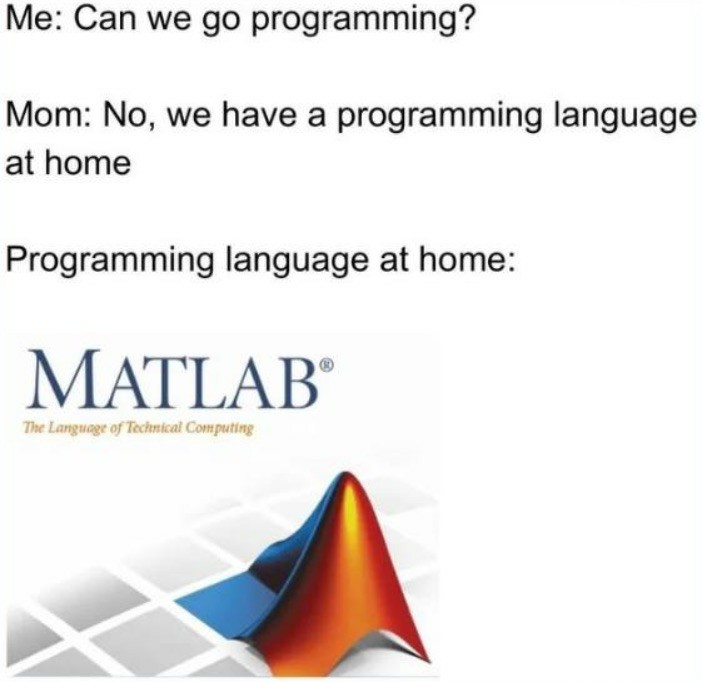 Me: Can we go programming?
Mom: No, we have a programming language
at home
Programming language at home:
MATLAB®
The Language of Technical Computing